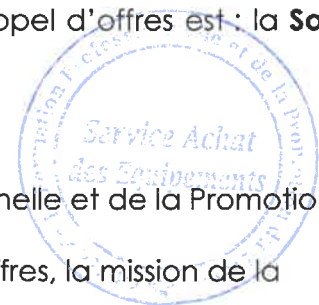 ppel d'offres est : la So
Service Achat
des Equipements
nelle et de la Promotio
ffres, la mission de la